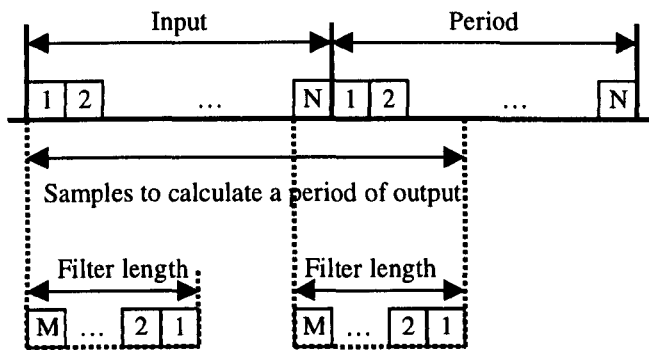 Input Period
1 2 ... N 1 2 ... N
Samples to calculate a period of output
Filter length Filter length
M ... 2 1 M ... 2 1